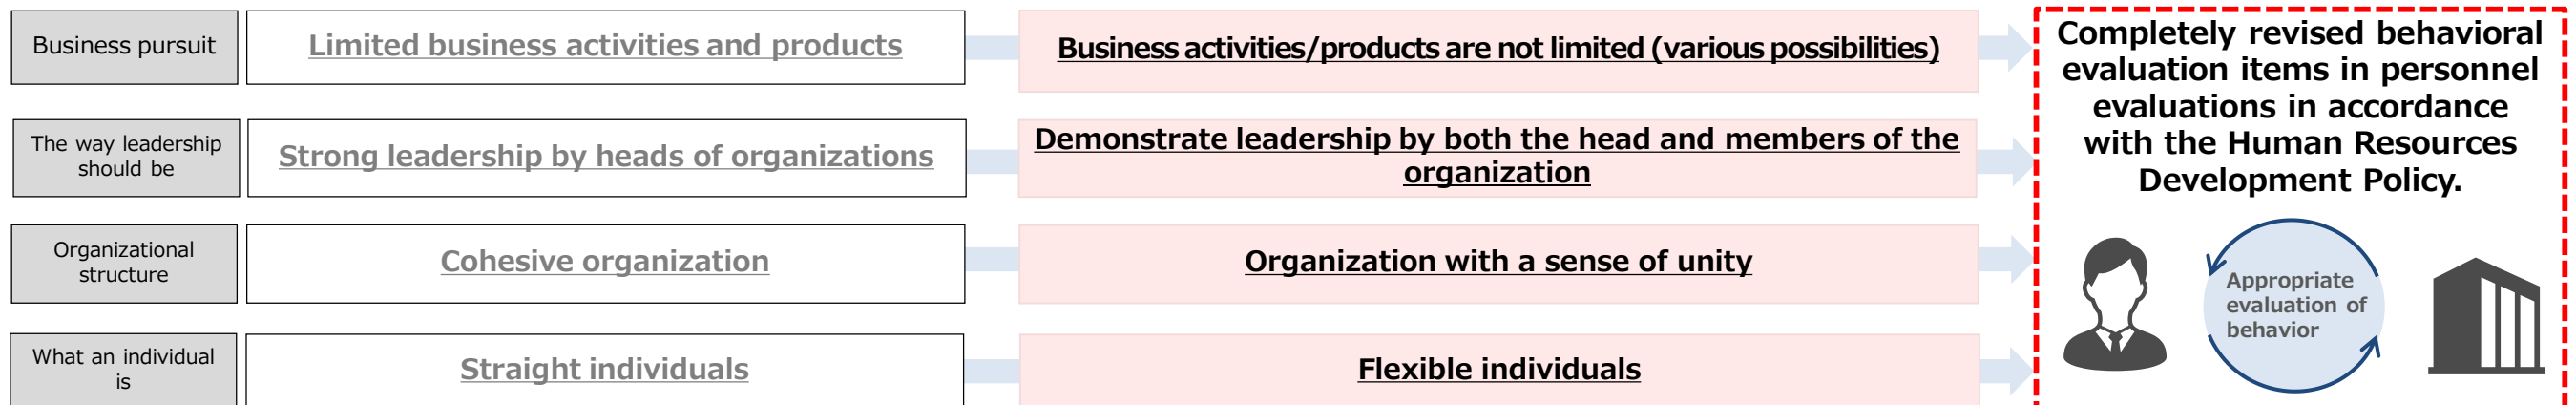 Business pursuit
Limited business activities and products
Business activities/products are not limited (various possibilities)
The way leadership
should be
Strong leadership by heads of organizations
Demonstrate leadership by both the head and members of the
organization
Organizational
structure
Cohesive organization
Organization with a sense of unity
What an individual
is
Straight individuals
Flexible individuals
Completely revised behavioral
evaluation items in personnel
evaluations in accordance
with the Human Resources
Development Policy.
Appropriate
evaluation of
behavior